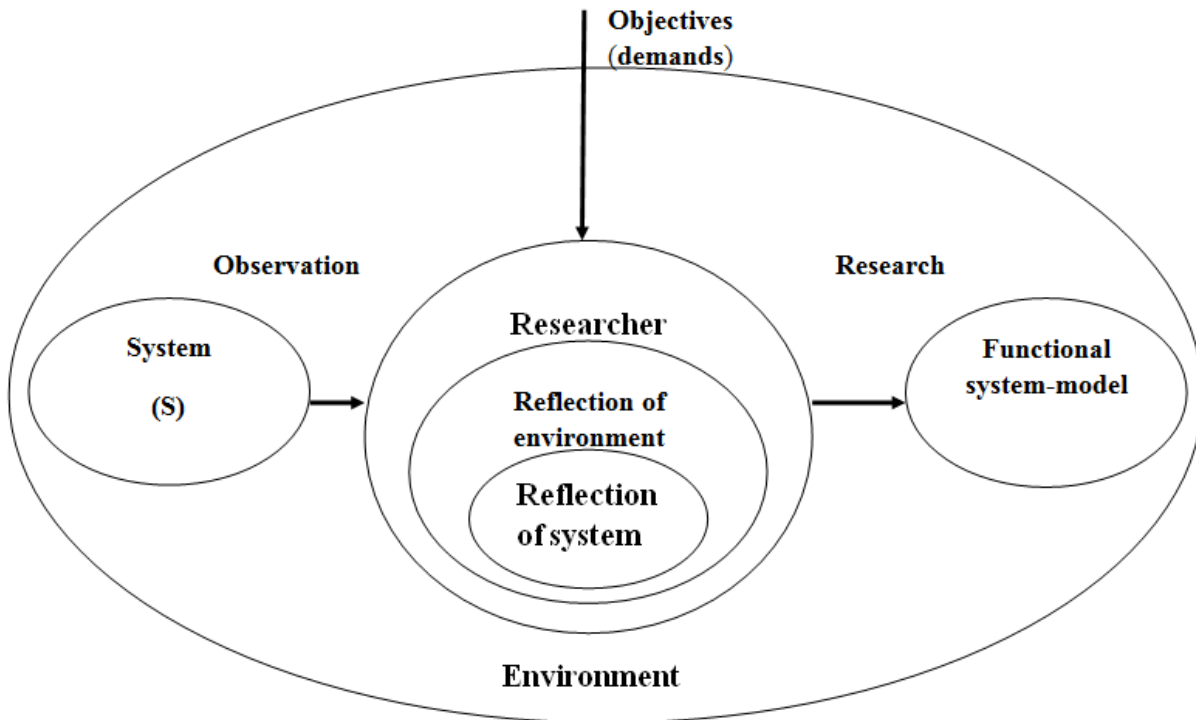 Objectives
(demands)
Observation
Research
System
(S)
Researcher
Functional
system-model
Reflection of
environment
Reflection
of system
Environment